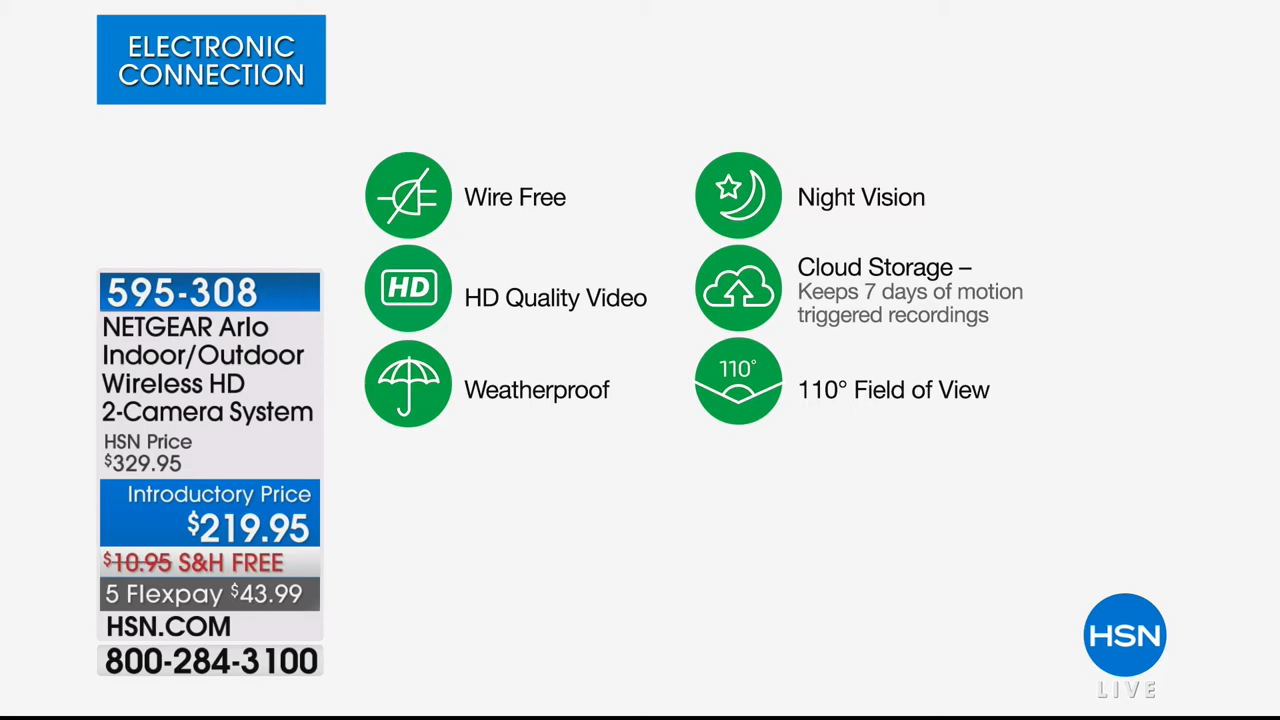 ELECTRONIC
CONNECTION
Wire Free
Night Vision
HD
HD Quality Video
Cloud Storage –
Keeps 7 days of motion
triggered recordings
Weatherproof
110°
110° Field of View
595-308
NETGEAR Arlo
Indoor/Outdoor
Wireless HD
2-Camera System
HSN Price
$329.95
Introductory Price
$219.95
$10.95 S&H FREE
5 Flexpay $43.99
HSN.COM
800-284-3100
HSN
LIVE